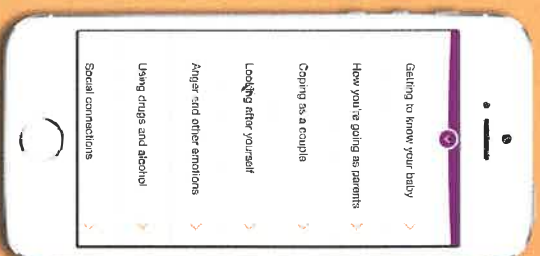 Getting to know your baby
How you're going as parents
Coping as a couple
Looking after yourself
Anger and other emotions
Using drugs and alcohol
Social connections